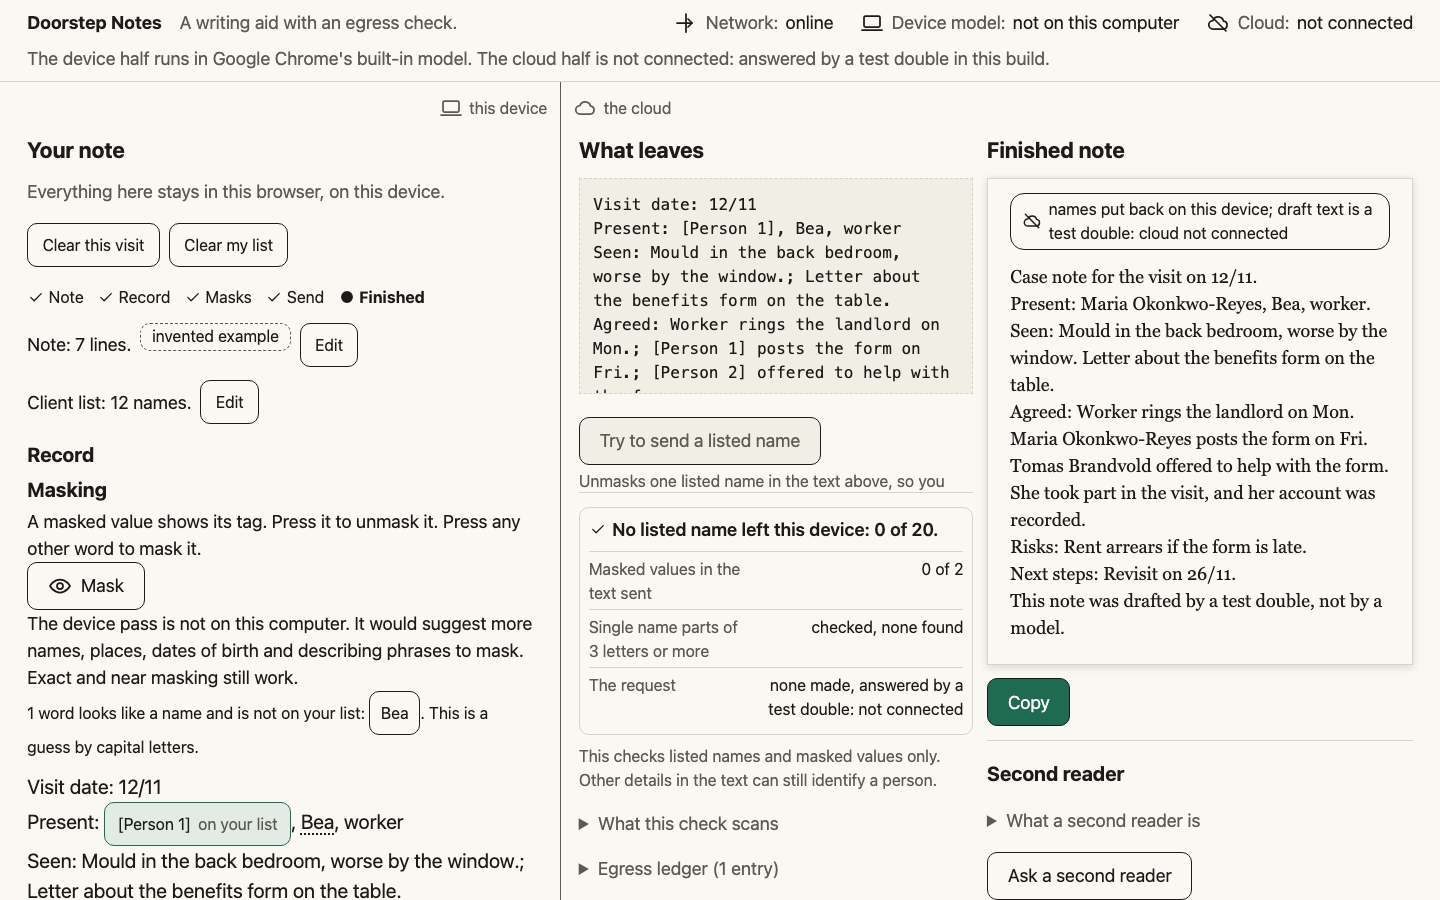 Doorstep Notes A writing aid with an egress check.
Network: online Device model: not on this computer Cloud: not connected
The device half runs in Google Chrome's built-in model. The cloud half is not connected: answered by a test double in this build.
this device
the cloud
Your note
Everything here stays in this browser, on this device.
Clear this visit
Clear my list
Note Record Masks Send Finished
Note: 7 lines. invented example Edit
Client list: 12 names. Edit
Record
Masking
A masked value shows its tag. Press it to unmask it. Press any
other word to mask it.
Mask
The device pass is not on this computer. It would suggest more
names, places, dates of birth and describing phrases to mask.
Exact and near masking still work.
1 word looks like a name and is not on your list: Bea . This is a
guess by capital letters.
Visit date: 12/11
Present: [Person 1] on your list , Bea, worker
Seen: Mould in the back bedroom, worse by the window.;
Letter about the benefits form on the table.
What leaves
Visit date: 12/11
Present: [Person 1], Bea, worker
Seen: Mould in the back bedroom,
worse by the window.; Letter about
the benefits form on the table.
Agreed: Worker rings the landlord on
Mon.; [Person 1] posts the form on
Fri.; [Person 2] offered to help with
Try to send a listed name
Unmasks one listed name in the text above, so you
No listed name left this device: 0 of 20.
Masked values in the
text sent
0 of 2
Single name parts of
3 letters or more
checked, none found
The request
none made, answered by a
test double: not connected
This checks listed names and masked values only.
Other details in the text can still identify a person.
What this check scans
Egress ledger (1 entry)
Finished note
names put back on this device; draft text is a
test double: cloud not connected
Case note for the visit on 12/11.
Present: Maria Okonkwo-Reyes, Bea, worker.
Seen: Mould in the back bedroom, worse by the
window. Letter about the benefits form on the
table.
Agreed: Worker rings the landlord on Mon.
Maria Okonkwo-Reyes posts the form on Fri.
Tomas Brandvold offered to help with the form.
She took part in the visit, and her account was
recorded.
Risks: Rent arrears if the form is late.
Next steps: Revisit on 26/11.
This note was drafted by a test double, not by a
model.
Copy
Second reader
What a second reader is
Ask a second reader